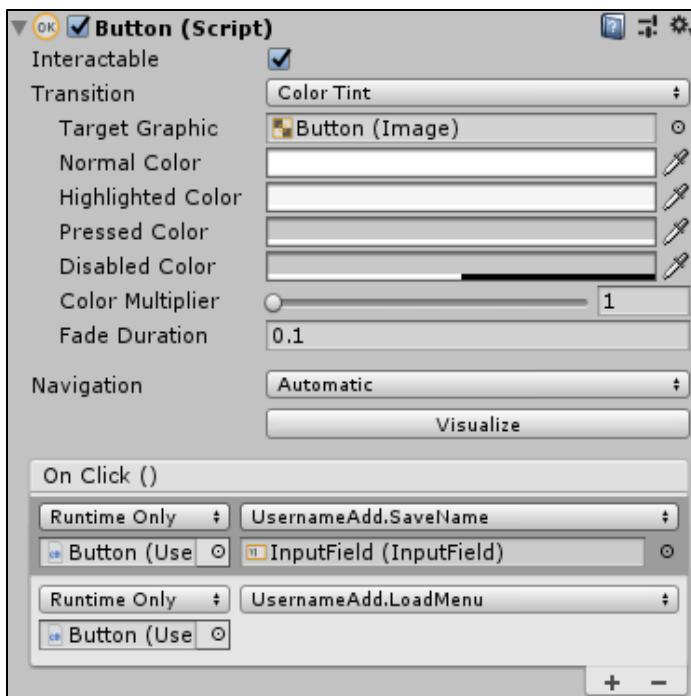 OK Button (Script)
Interactable
Transition Color Tint
Target Graphic Button (Image)
Normal Color
Highlighted Color
Pressed Color
Disabled Color
Color Multiplier 1
Fade Duration 0.1
Navigation Automatic
Visualize
On Click ()
Runtime Only UsernameAdd.SaveName
Button (Use InputField (InputField)
Runtime Only UsernameAdd.LoadMenu
Button (Use
+ −